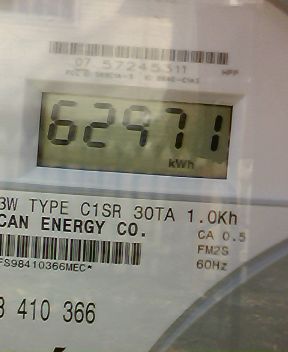 07 57245311
62971
kWh
3W TYPE C1SR 30TA 1.0Kh
CAN ENERGY CO.
CA 0.5
FM2S
60Hz
FS98410366MEC*
3 410 366